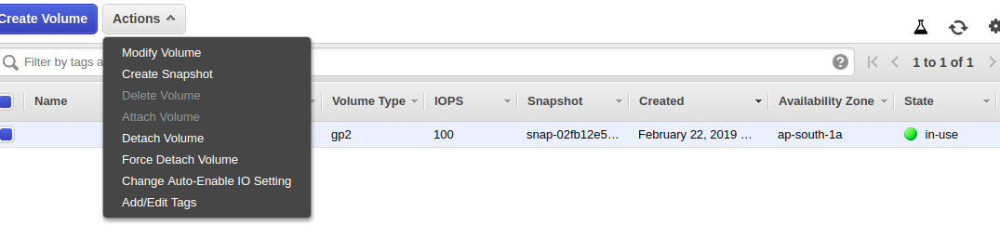 Create Volume Actions
Modify Volume
Create Snapshot
Delete Volume
Attach Volume
Detach Volume
Force Detach Volume
Change Auto-Enable IO Setting
Add/Edit Tags
Filter by tags a
1 to 1 of 1
Name Volume Type IOPS Snapshot Created Availability Zone State
gp2 100 snap-02fb12e5... February 22, 2019 ... ap-south-1a in-use